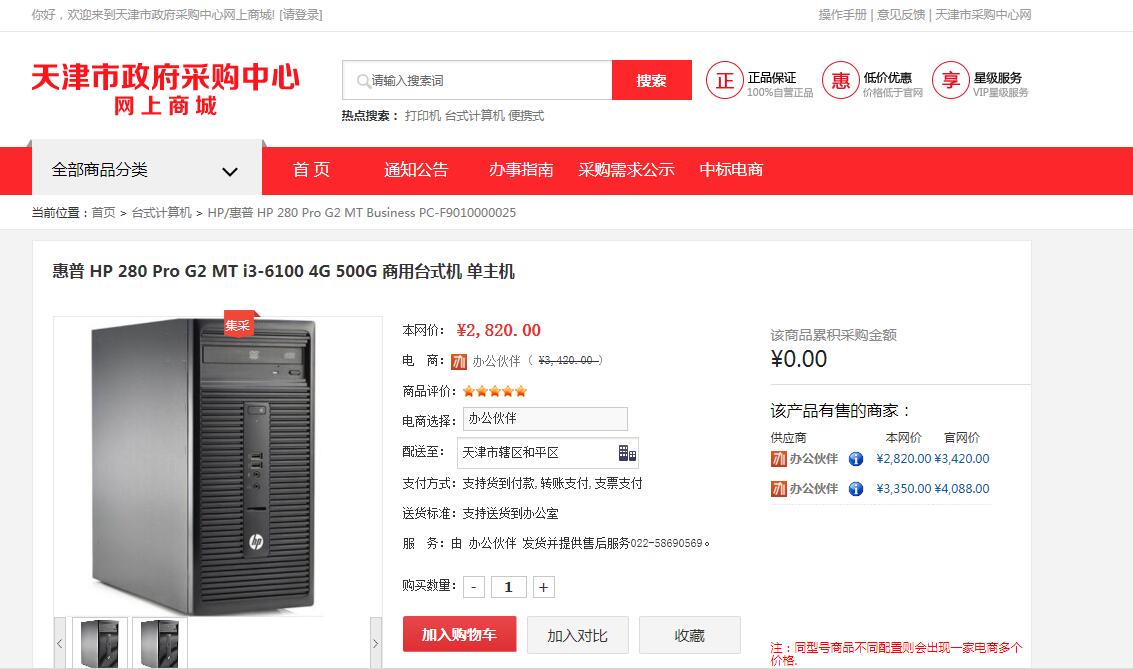 你好，欢迎来到天津市政府采购中心网上商城! [请登录]
操作手册 | 意见反馈 | 天津市采购中心网
天津市政府采购中心
网上商城
请输入搜索词
搜索
热点搜索： 打印机 台式计算机 便携式
正 正品保证
100%自营正品
惠 低价优惠
价格低于官网
享 星级服务
VIP星级服务
全部商品分类
首 页 通知公告 办事指南 采购需求公示 中标电商
当前位置：首页 > 台式计算机 > HP/惠普 HP 280 Pro G2 MT Business PC-F9010000025
惠普 HP 280 Pro G2 MT i3-6100 4G 500G 商用台式机 单主机
集采
hp
本网价: ¥2,820.00
电 商: 办公伙伴 ( ¥3,420.00 )
商品评价:
电商选择: 办公伙伴
配送至: 天津市辖区和平区
支付方式: 支持货到付款,转账支付,支票支付
送货标准: 支持送货到办公室
服 务: 由 办公伙伴 发货并提供售后服务022-58690569。
购买数量: - 1 +
加入购物车 加入对比 收藏
该商品累积采购金额
¥0.00
该产品有售的商家：
供应商 本网价 官网价
办公伙伴 ¥2,820.00 ¥3,420.00
办公伙伴 ¥3,350.00 ¥4,088.00
注：同型号商品不同配置则会出现一家电商多个
价格.